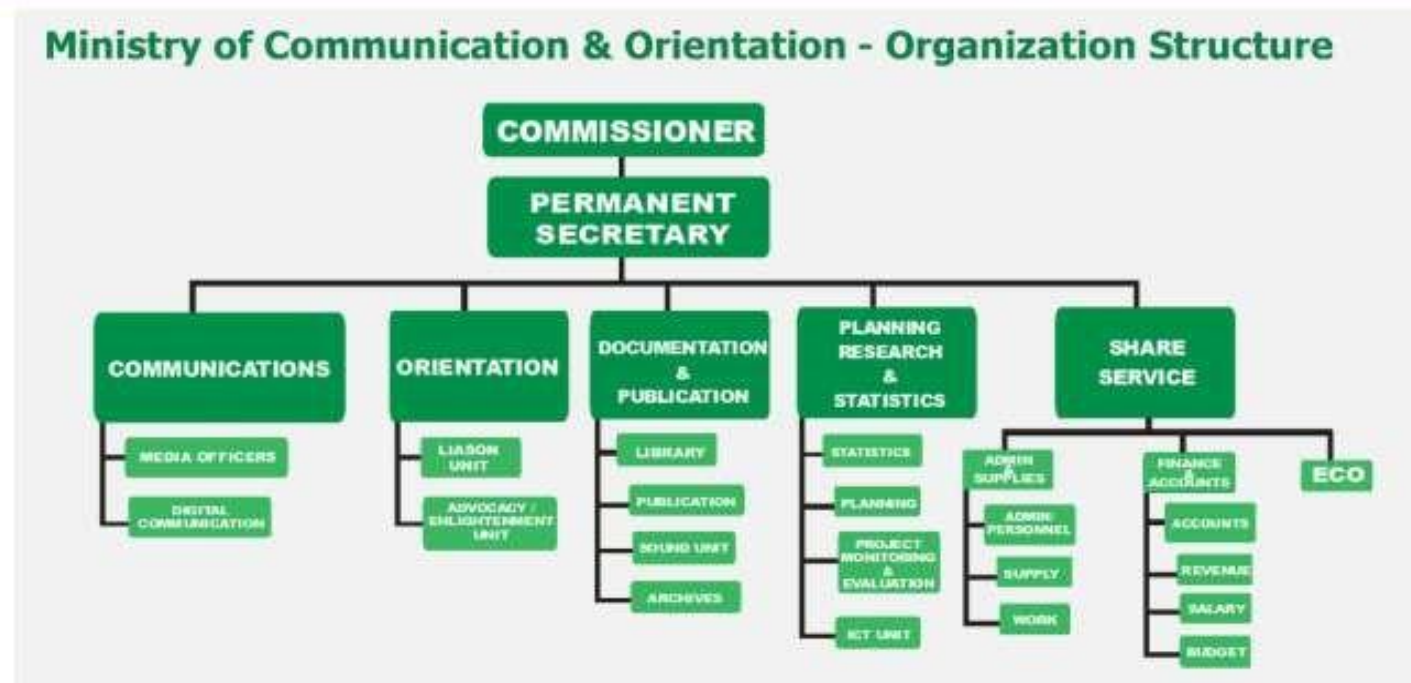 Ministry of Communication & Orientation - Organization Structure
COMMISSIONER
PERMANENT
SECRETARY
COMMUNICATIONS
MEDIA OFFICERS
DIGITAL
COMMUNICATION
ORIENTATION
LIASON
UNIT
ADVOCACY /
ENLIGHTENMENT
UNIT
DOCUMENTATION
&
PUBLICATION
LIBRARY
PUBLICATION
SOUND UNIT
ARCHIVES
PLANNING
RESEARCH
&
STATISTICS
STATISTICS
PLANNING
PROJECT
MONITORING
&
EVALUATION
ICT UNIT
SHARE
SERVICE
ADMIN
&
SUPPLIES
ADMIN/
PERSONNEL
SUPPLY
WORK
FINANCE
&
ACCOUNTS
ACCOUNTS
REVENUE
SALARY
BUDGET
ECO